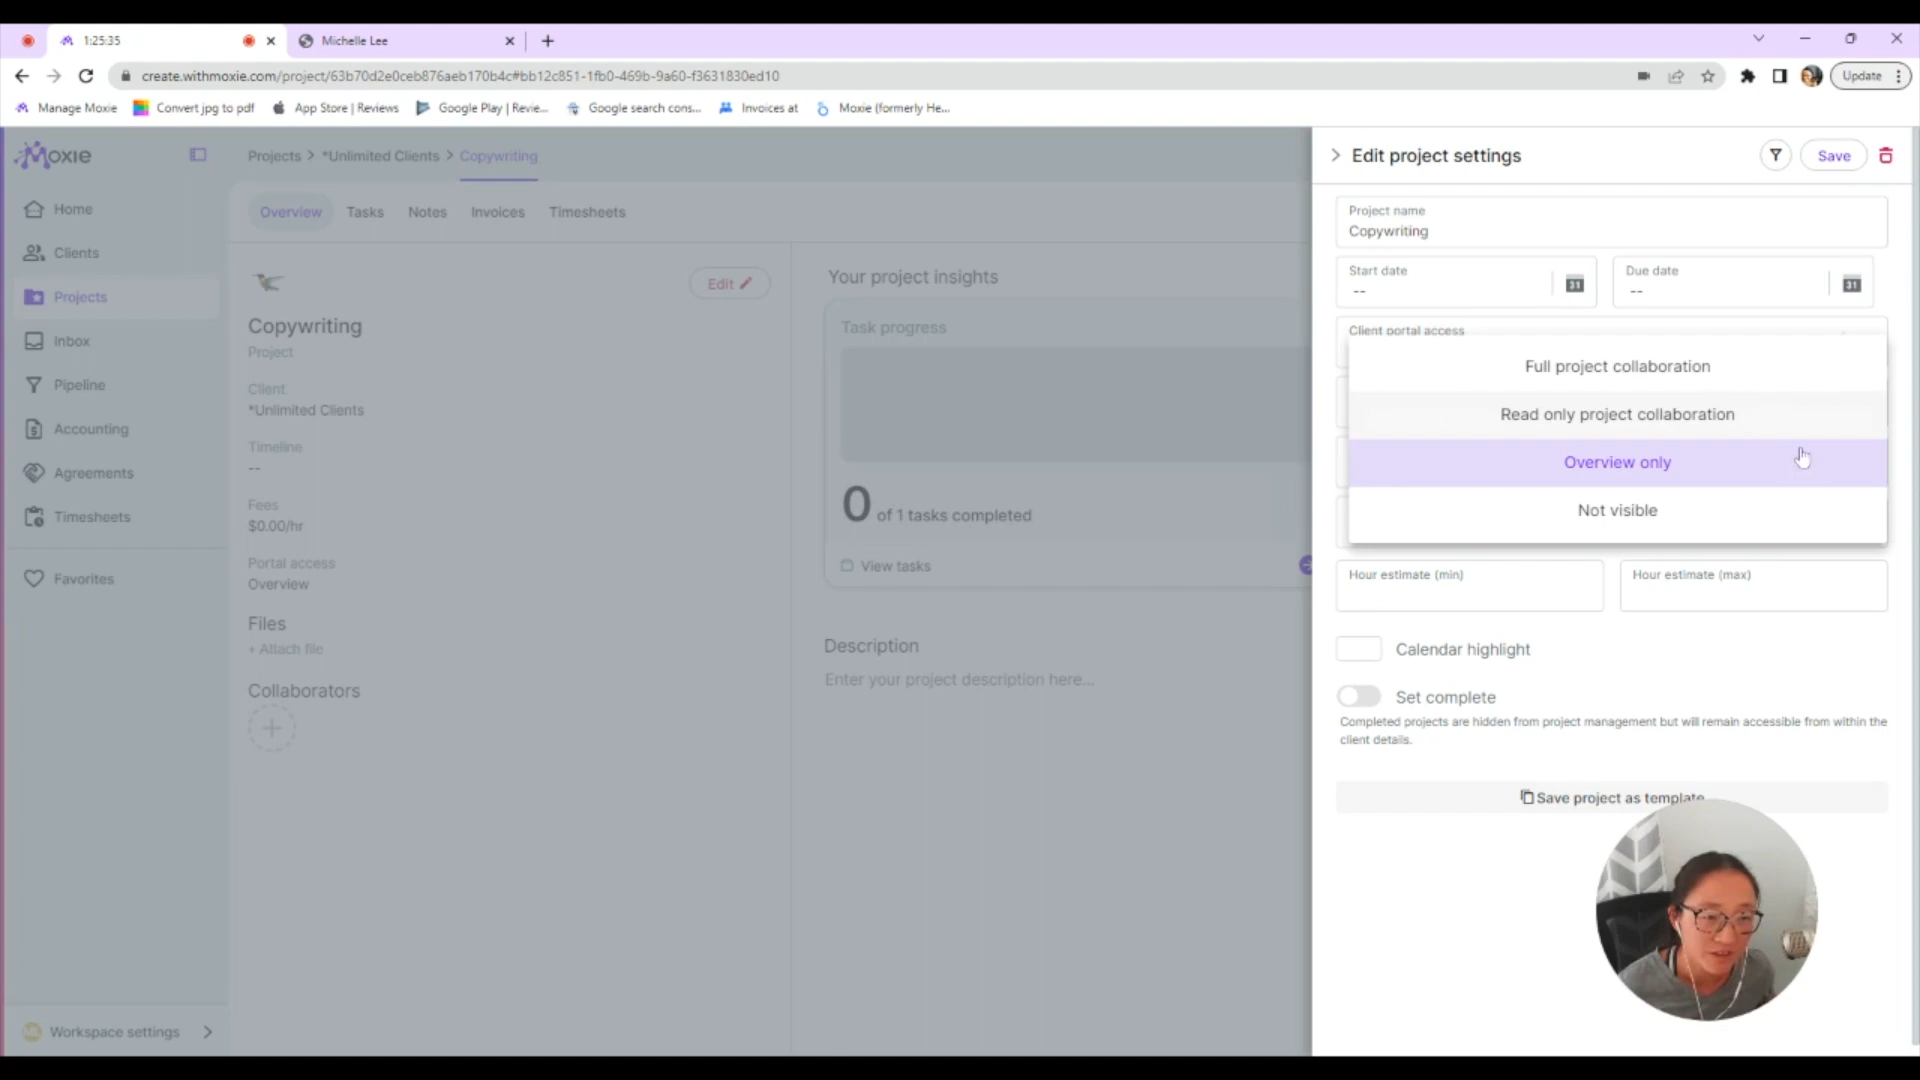 1:25:35
Michelle Lee
create.withmoxie.com/project/63b70d2e0ceb876aeb170b4c#bb12c851-1fb0-469b-9a60-f3631830ed10
Update
Manage Moxie
Convert jpg to pdf
App Store | Reviews
Google Play | Revie...
Google search cons...
Invoices at
Moxie (formerly He...
Moxie
Projects > *Unlimited Clients > Copywriting
Home
Clients
Projects
Inbox
Pipeline
Accounting
Agreements
Timesheets
Favorites
Workspace settings
Overview Tasks Notes Invoices Timesheets
Edit
Copywriting
Project
Client
*Unlimited Clients
Timeline
--
Fees
$0.00/hr
Portal access
Overview
Files
+ Attach file
Collaborators
Your project insights
Task progress
0 of 1 tasks completed
View tasks
Description
Enter your project description here...
Edit project settings
Save
Project name
Copywriting
Start date
--
31
Due date
--
31
Client portal access
Full project collaboration
Read only project collaboration
Overview only
Not visible
Hour estimate (min)
Hour estimate (max)
Calendar highlight
Set complete
Completed projects are hidden from project management but will remain accessible from within the
client details.
Save project as template